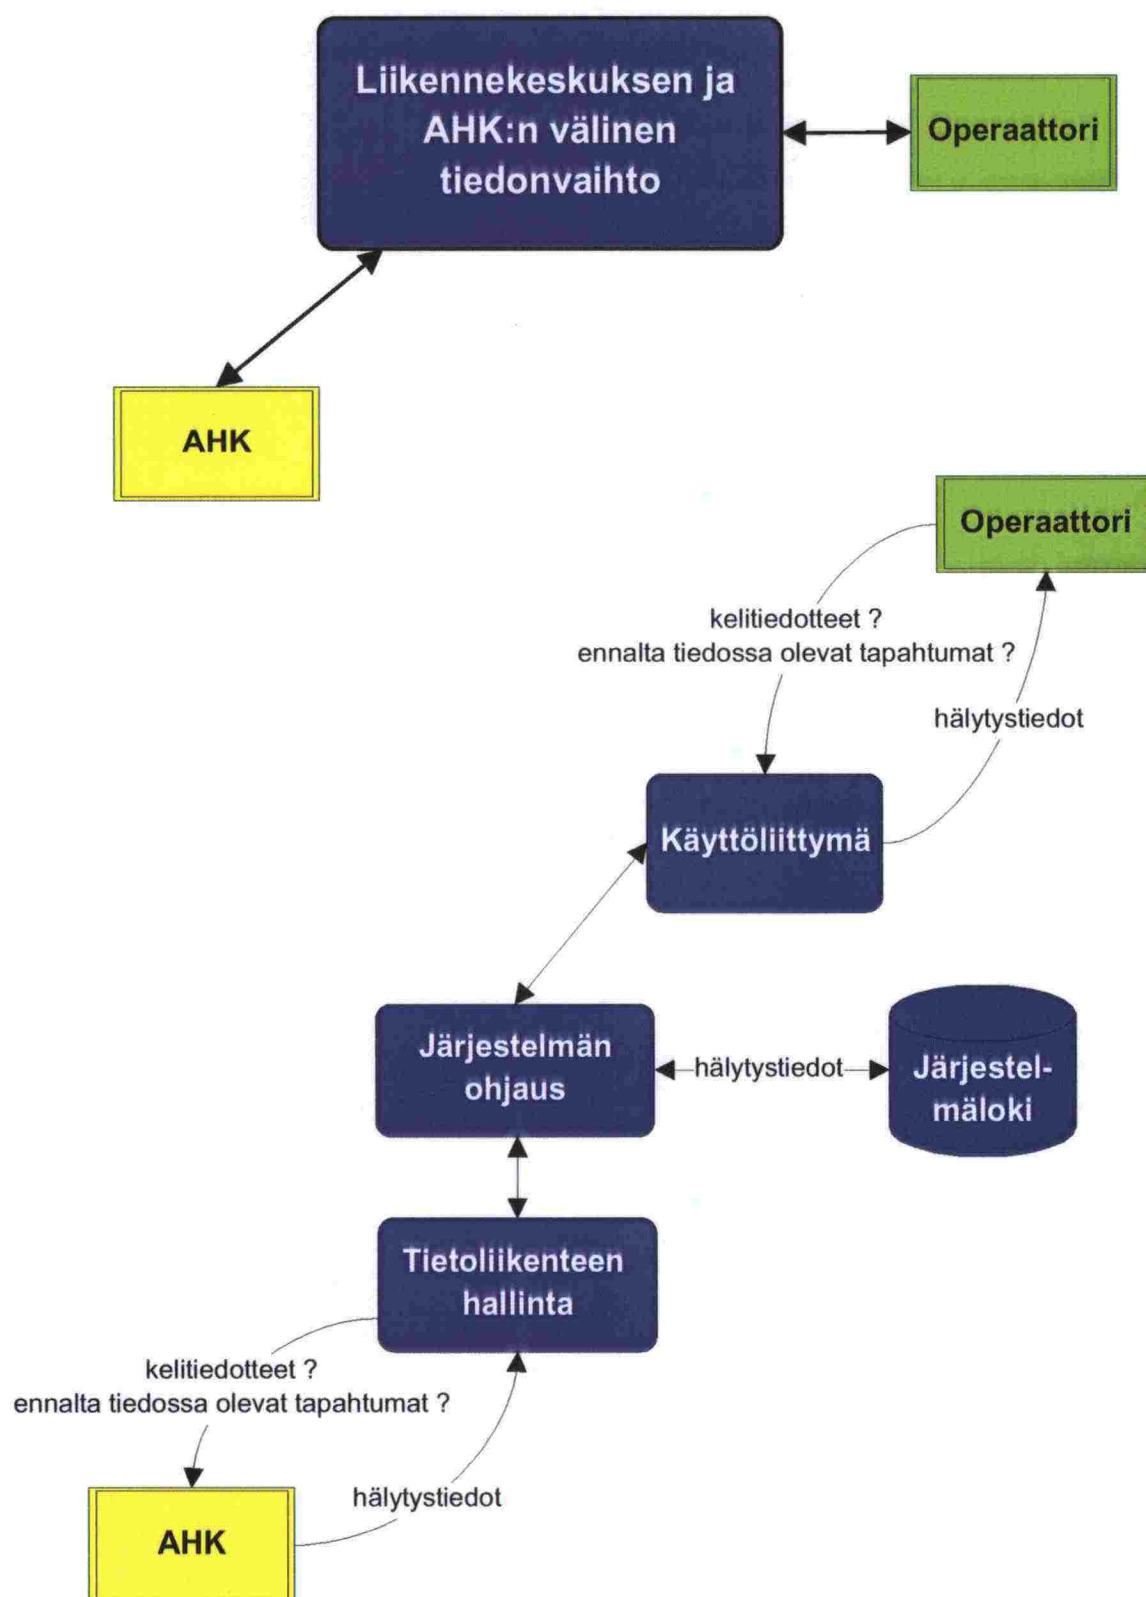 Liikennekeskuksen ja
AHK:n välinen
tiedonvaihto
Operaattori
AHK
Operaattori
kelitiedotteet ?
ennalta tiedossa olevat tapahtumat ?
hälytystiedot
Käyttöliittymä
Järjestelmän
ohjaus
hälytystiedot
Järjestel-
mäloki
Tietoliikenteen
hallinta
kelitiedotteet ?
ennalta tiedossa olevat tapahtumat ?
hälytystiedot
AHK